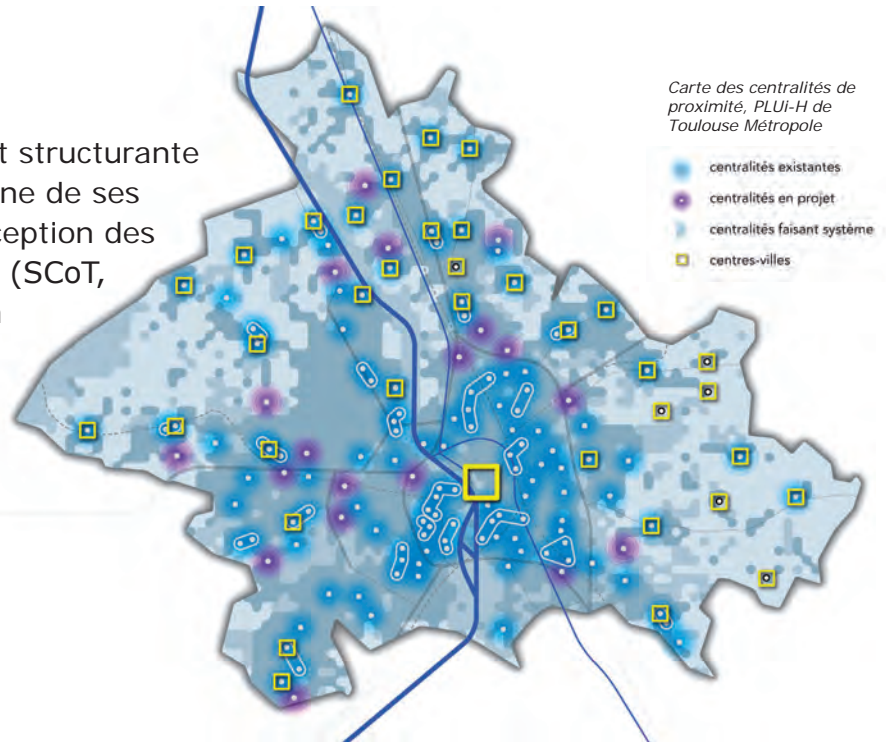 Carte des centralités de
proximité, PLUi-H de
Toulouse Métropole
t structurante
ne de ses
ception des
(SCoT,
centralités existantes
centralités en projet
centralités faisant système
centres-villes